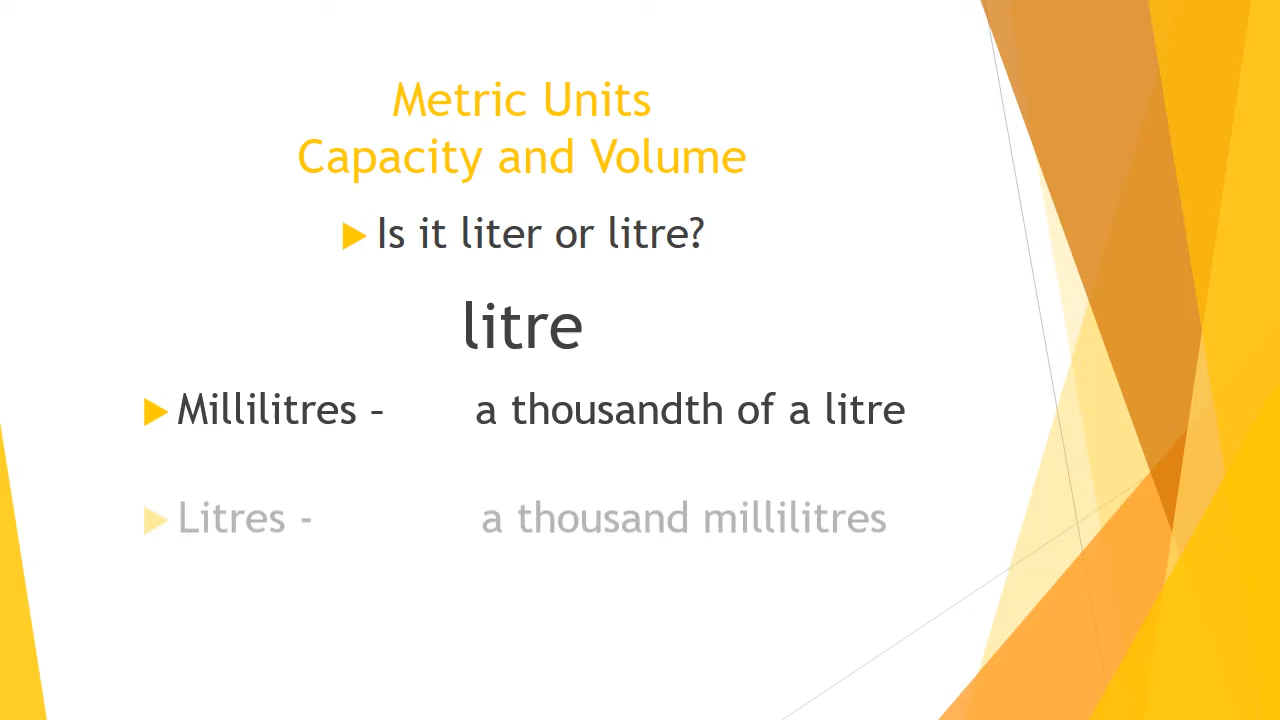 Metric Units
Capacity and Volume
Is it liter or litre?
litre
Millilitres – a thousandth of a litre
Litres - a thousand millilitres